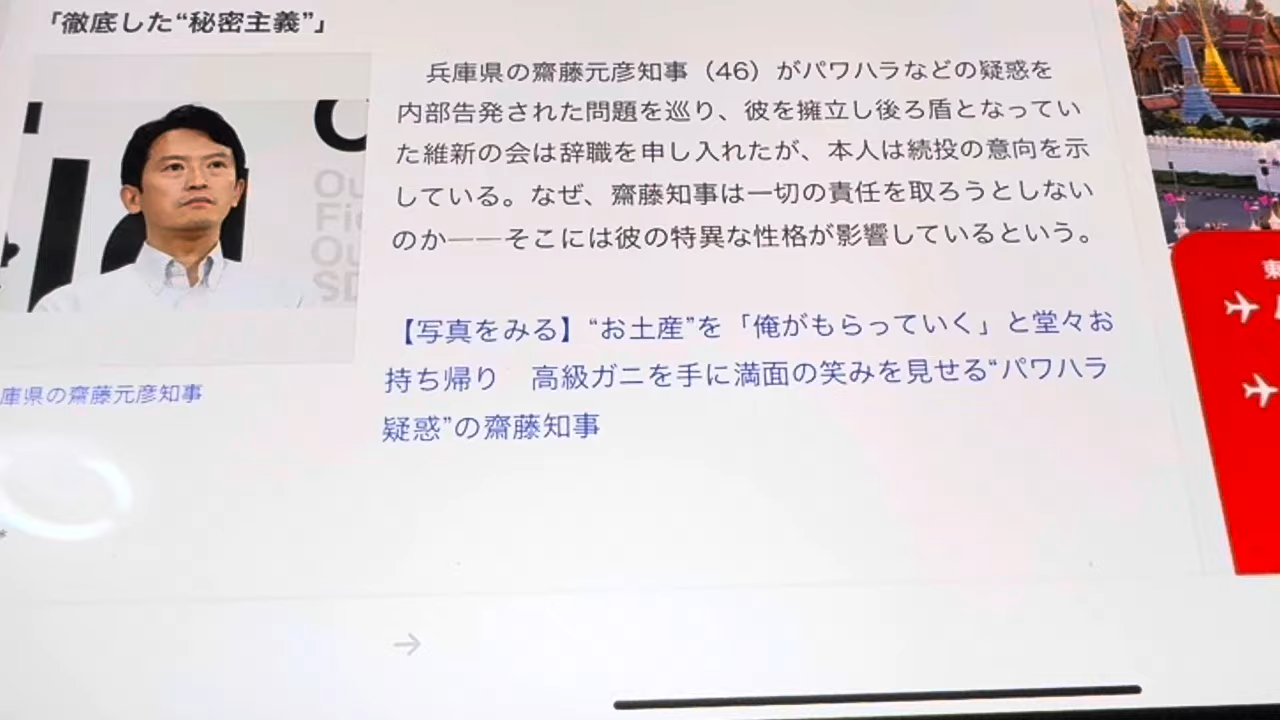 「徹底した“秘密主義”」
兵庫県の齋藤元彦知事（46）がパワハラなどの疑惑を
内部告発された問題を巡り、彼を擁立し後ろ盾となってい
た維新の会は辞職を申し入れたが、本人は続投の意向を示
している。なぜ、齋藤知事は一切の責任を取ろうとしない
のか――そこには彼の特異な性格が影響しているという。
【写真をみる】“お土産”を「俺がもらっていく」と堂々お
持ち帰り　高級ガニを手に満面の笑みを見せる“パワハラ
疑惑”の齋藤知事
庫県の齋藤元彦知事
Ou
Fic
Ou
SD